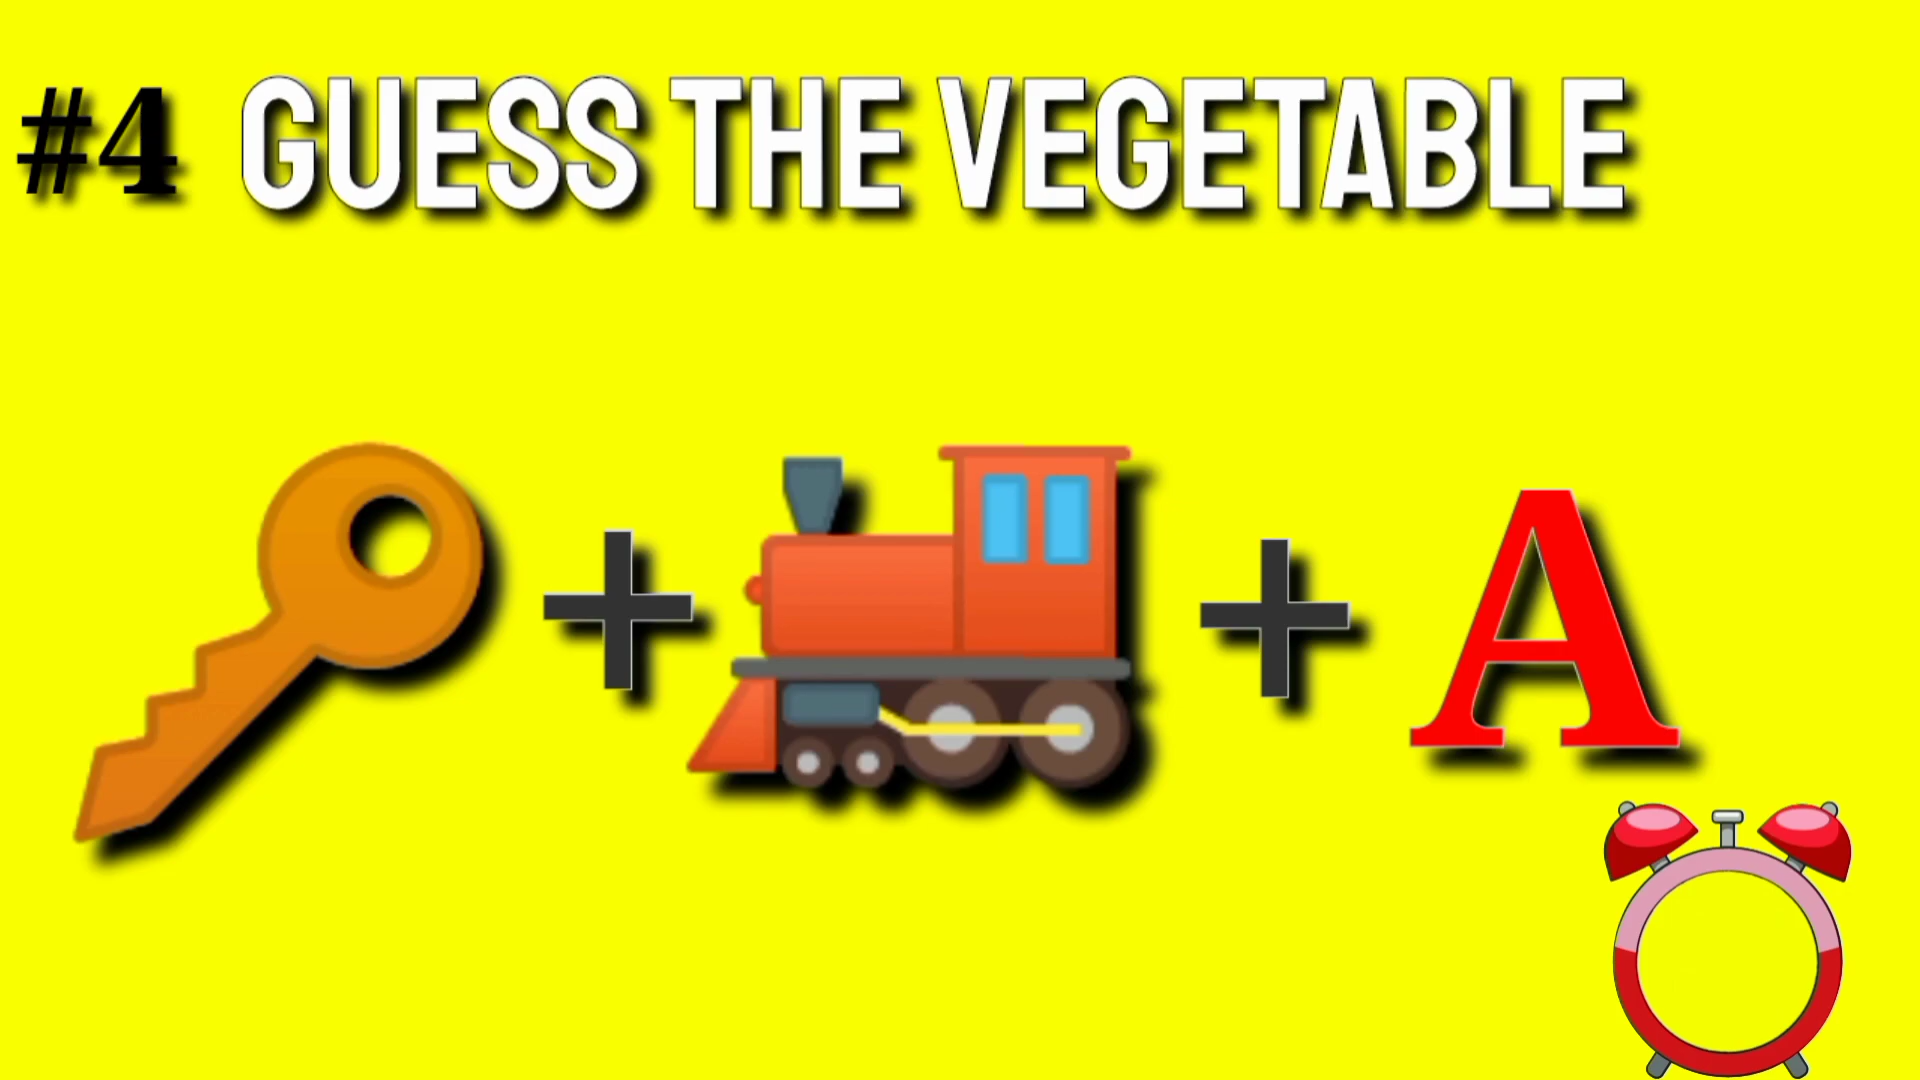 #4 GUESS THE VEGETABLE
+ + A